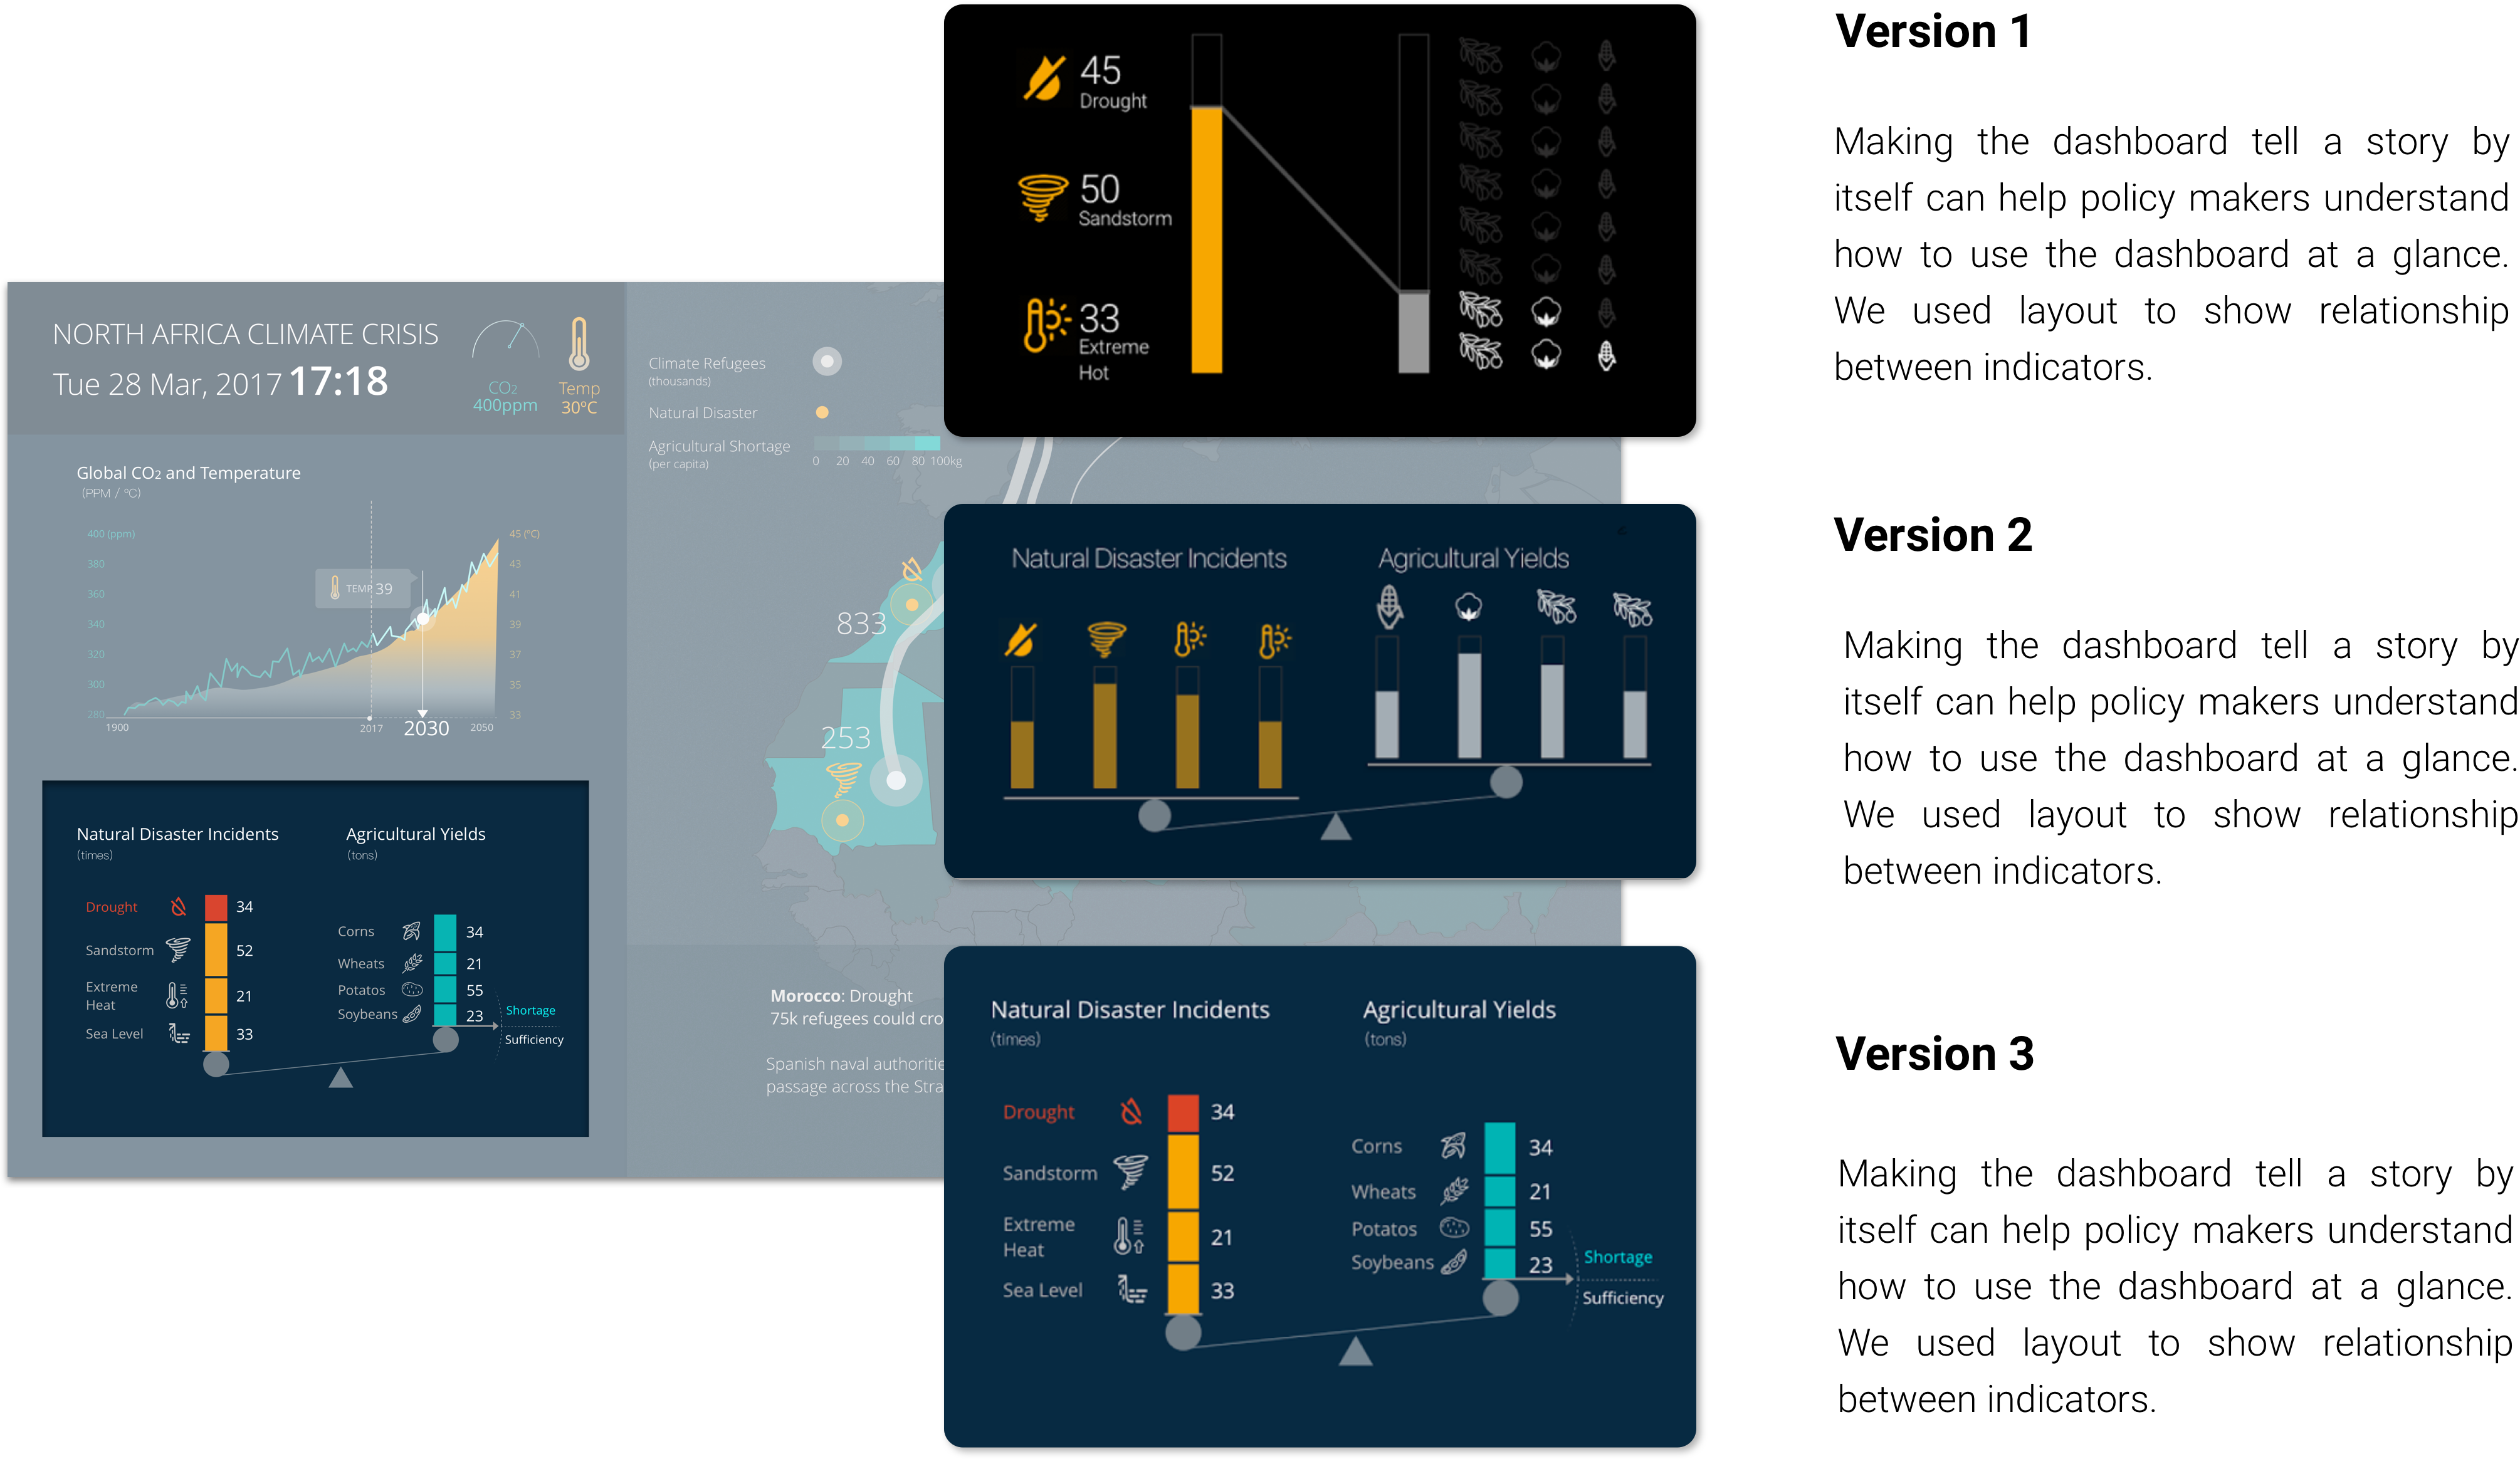 NORTH AFRICA CLIMATE CRISIS
Tue 28 Mar, 2017 17:18
CO2
400ppm
Temp
30°C
Global CO2 and Temperature
(PPM / °C)
400 (ppm)
380
360
340
320
300
280
45 (°C)
43
41
39
37
35
33
TEMP 39
1900
2017
2030
2050
Natural Disaster Incidents
(times)
Drought
34
Sandstorm
52
Extreme
Heat
21
Sea Level
33
Agricultural Yields
(tons)
Corns
34
Wheats
21
Potatos
55
Soybeans
23
Shortage
Sufficiency
Climate Refugees
(thousands)
Natural Disaster
Agricultural Shortage
(per capita)
0 20 40 60 80 100kg
833
253
Morocco: Drought
75k refugees could cro
Spanish naval authoritie
passage across the Stra
45
Drought
50
Sandstorm
33
Extreme
Hot
Natural Disaster Incidents
Agricultural Yields
Natural Disaster Incidents
(times)
Drought
34
Sandstorm
52
Extreme
Heat
21
Sea Level
33
Agricultural Yields
(tons)
Corns
34
Wheats
21
Potatos
55
Soybeans
23
Shortage
Sufficiency
Version 1
Making the dashboard tell a story by
itself can help policy makers understand
how to use the dashboard at a glance.
We used layout to show relationship
between indicators.
Version 2
Making the dashboard tell a story by
itself can help policy makers understand
how to use the dashboard at a glance.
We used layout to show relationship
between indicators.
Version 3
Making the dashboard tell a story by
itself can help policy makers understand
how to use the dashboard at a glance.
We used layout to show relationship
between indicators.